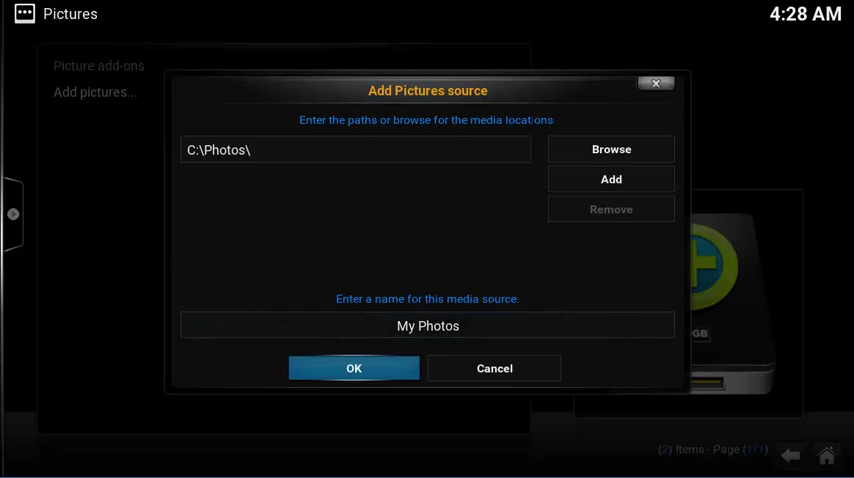 Pictures
4:28 AM
Picture add-ons
Add pictures...
Add Pictures source
Enter the paths or browse for the media locations.
C:\Photos\
Browse
Add
Remove
Enter a name for this media source.
My Photos
OK
Cancel
GB
(2) Items - Page (1/1)